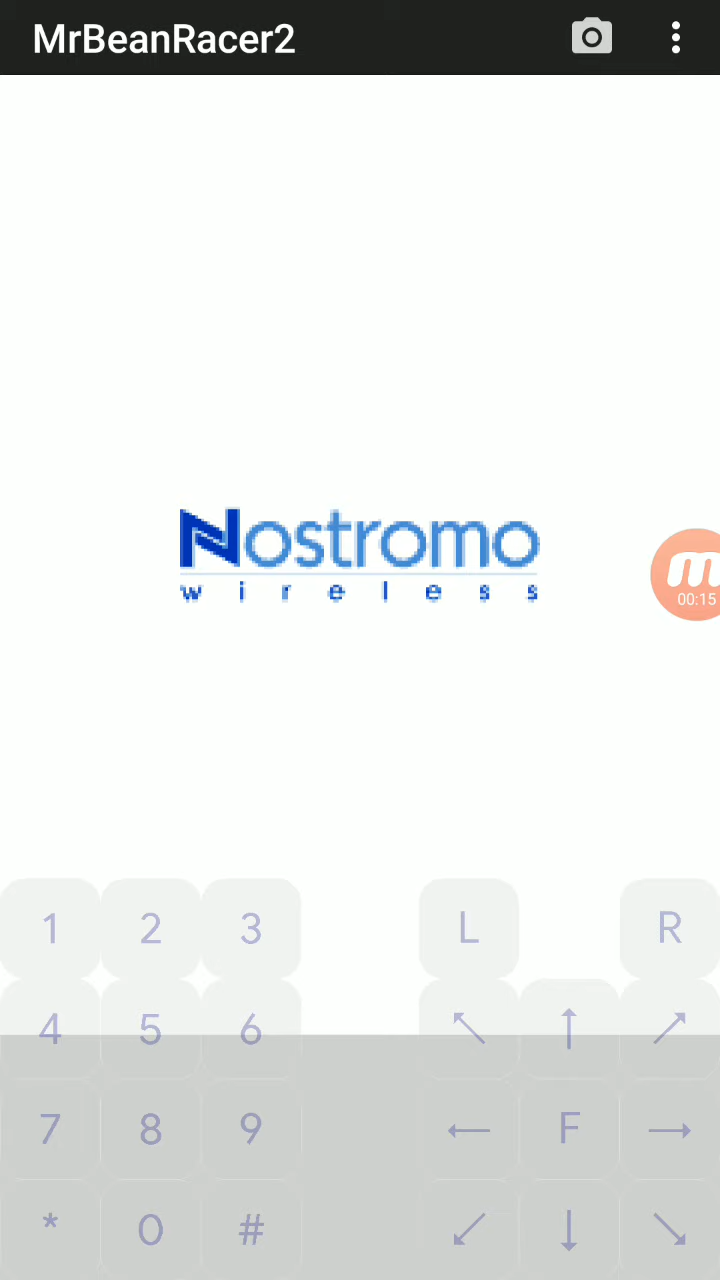 MrBeanRacer2
Nostromo
wireless
00:15
1 2 3 L R
4 5 6 ↖ ↑ ↗
7 8 9 ← F →
* 0 # ↙ ↓ ↘